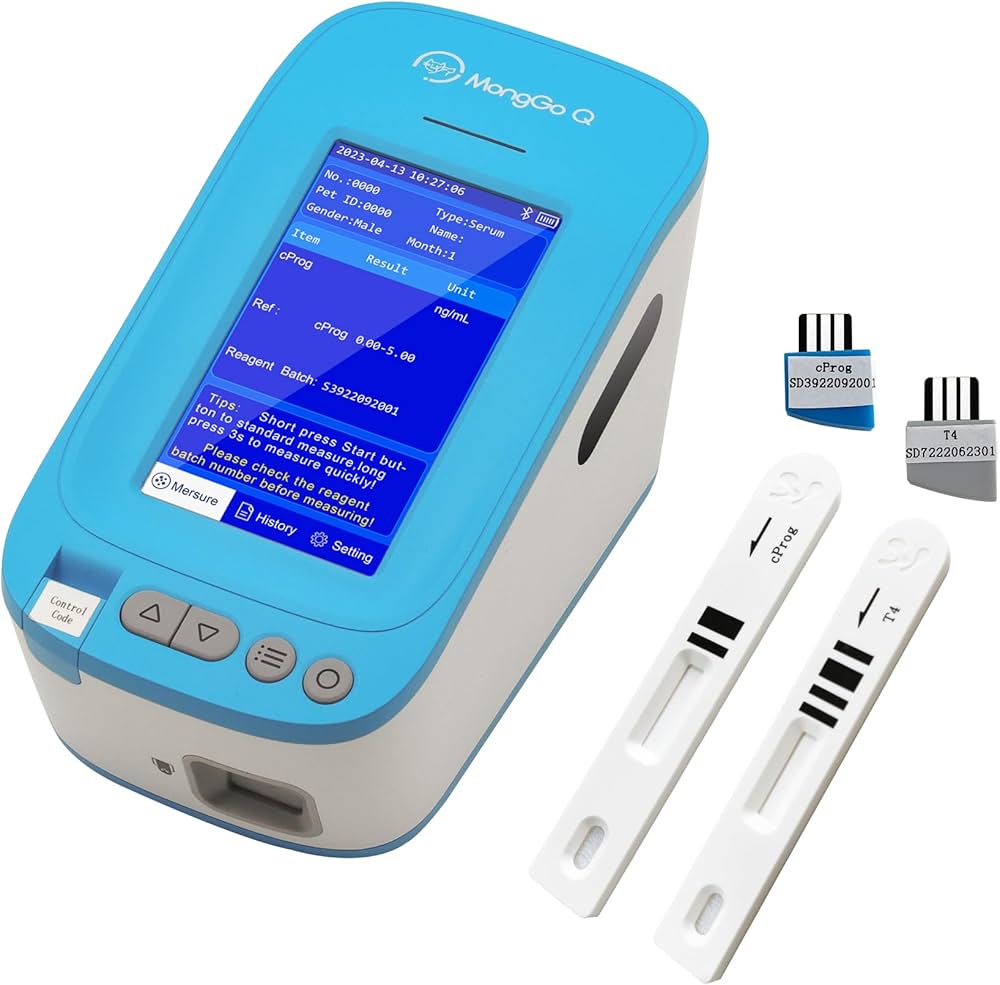 MongGo Q
2023-04-13 10:27:06
No.:0000
Type:Serum
Pet ID:0000
Name:
Gender:Male
Month:1
Item Result Unit
cProg
ng/mL
Ref:
cProg 0.00-5.00
Reagent Batch: S3922092001
Tips: Short press Start but-
ton to standard measure,long
press 3s to measure quickly!
Please check the reagent
batch number before measuring!
Mersure
History
Setting
Control
Code
cProg
SD3922092001
T4
SD7222062301
cProg
T4